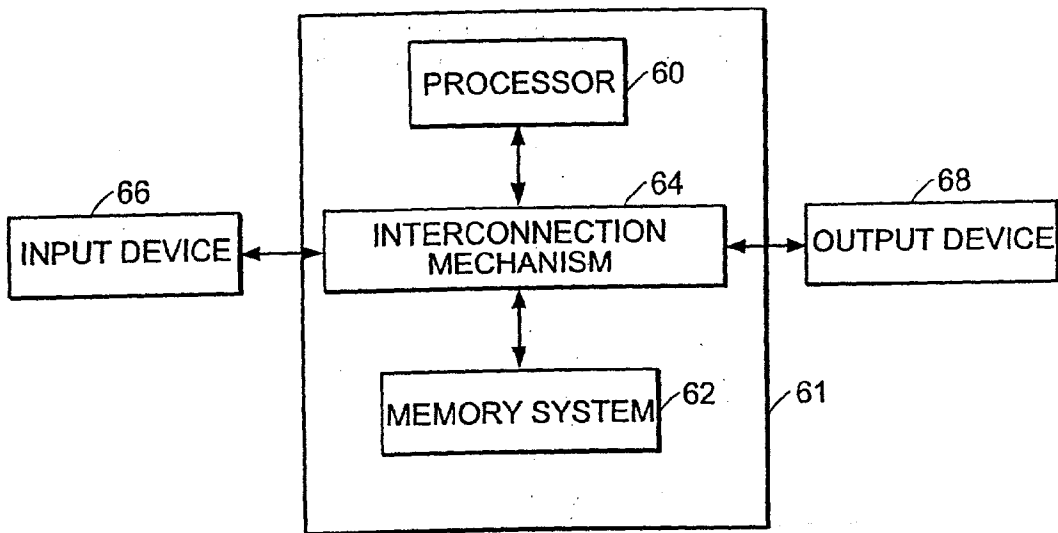 PROCESSOR
60
66
64
68
INPUT DEVICE
INTERCONNECTION
MECHANISM
OUTPUT DEVICE
MEMORY SYSTEM
62
61